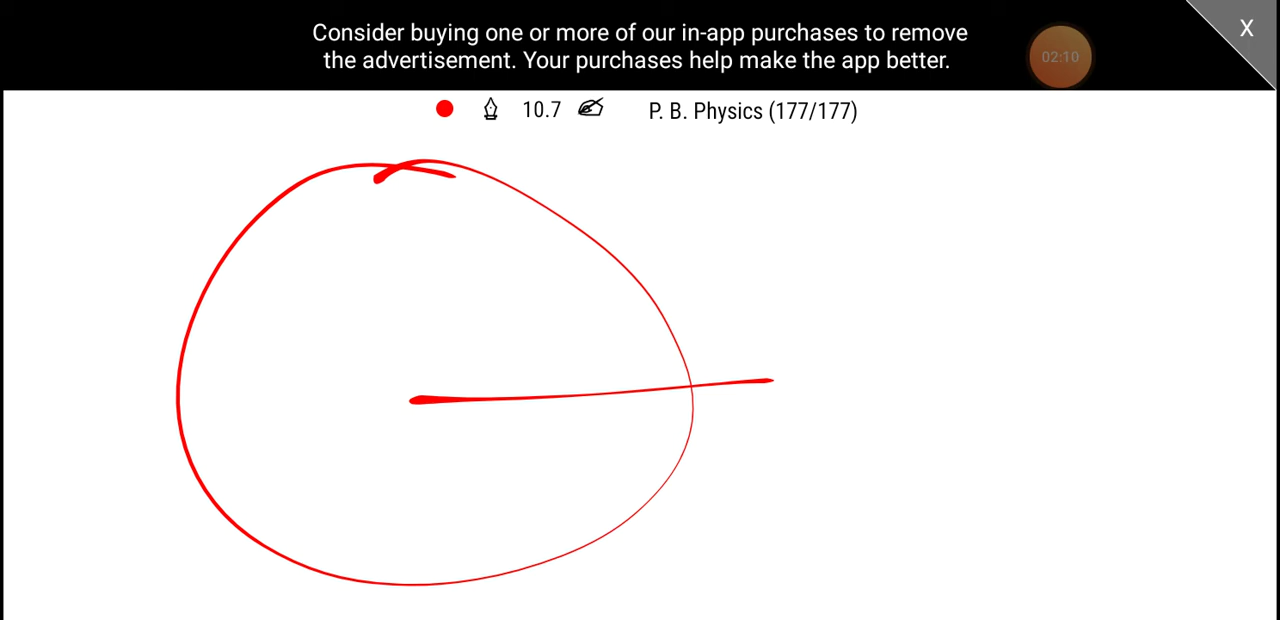 Consider buying one or more of our in-app purchases to remove
the advertisement. Your purchases help make the app better.
X
02:10
10.7 P. B. Physics (177/177)